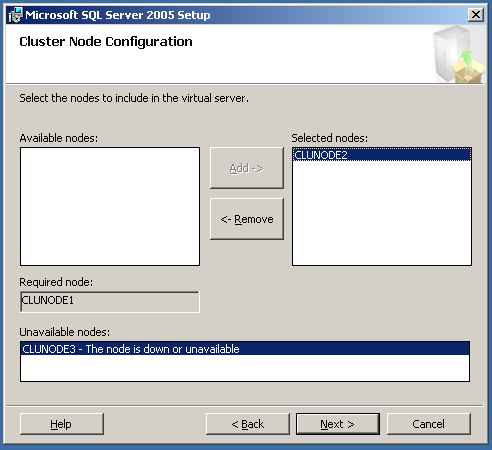 Microsoft SQL Server 2005 Setup
Cluster Node Configuration
Select the nodes to include in the virtual server.
Available nodes:
Selected nodes:
CLUNODE2
Add ->
<- Remove
Required node:
CLUNODE1
Unavailable nodes:
CLUNODE3 - The node is down or unavailable
Help
< Back
Next >
Cancel